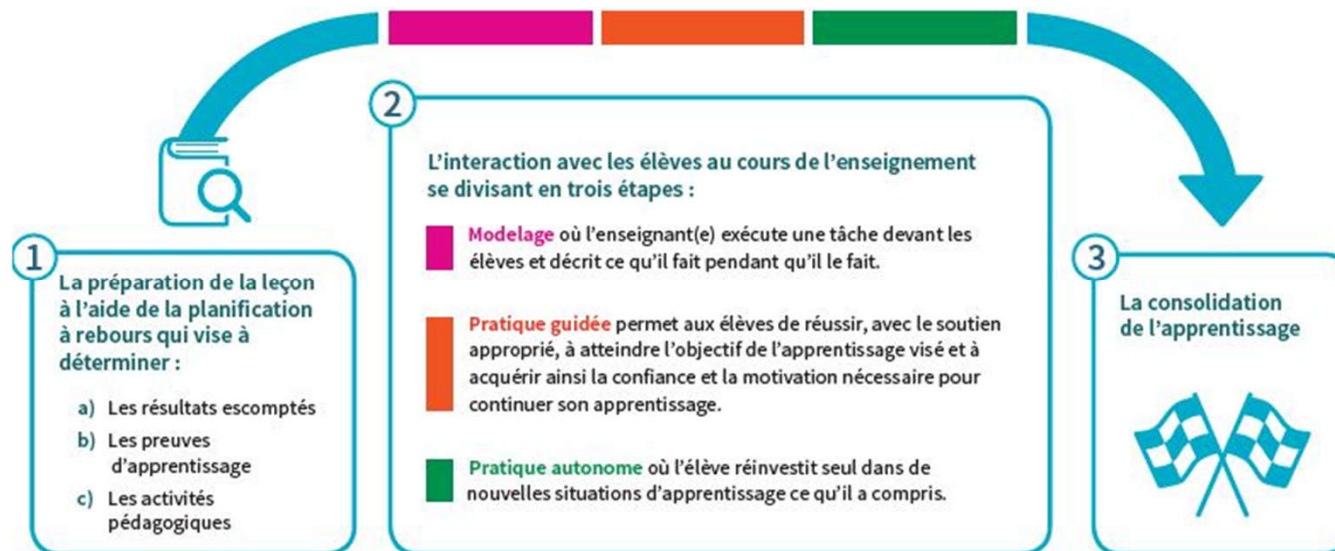 1
La préparation de la leçon
à l'aide de la planification
à rebours qui vise à
déterminer :
a) Les résultats escomptés
b) Les preuves
d'apprentissage
c) Les activités
pédagogiques
2
L'interaction avec les élèves au cours de l'enseignement
se divisant en trois étapes :
Modelage où l'enseignant(e) exécute une tâche devant les
élèves et décrit ce qu'il fait pendant qu'il le fait.
Pratique guidée permet aux élèves de réussir, avec le soutien
approprié, à atteindre l'objectif de l'apprentissage visé et à
acquérir ainsi la confiance et la motivation nécessaire pour
continuer son apprentissage.
Pratique autonome où l'élève réinvestit seul dans de
nouvelles situations d'apprentissage ce qu'il a compris.
3
La consolidation
de l'apprentissage